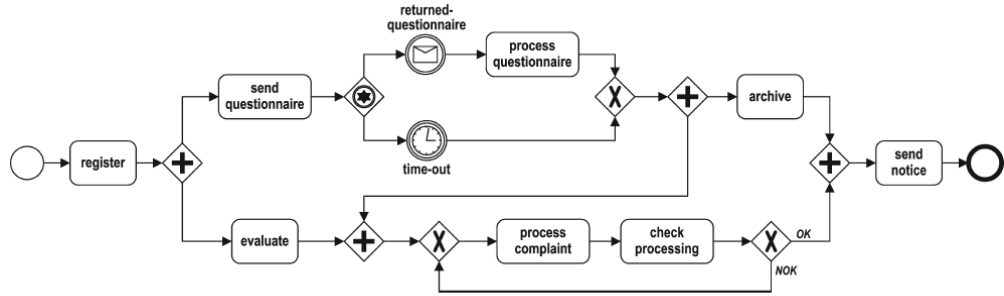 returned-
questionnaire
process
questionnaire
send
questionnaire
archive
time-out
register
send
notice
evaluate
process
complaint
check
processing
OK
NOK